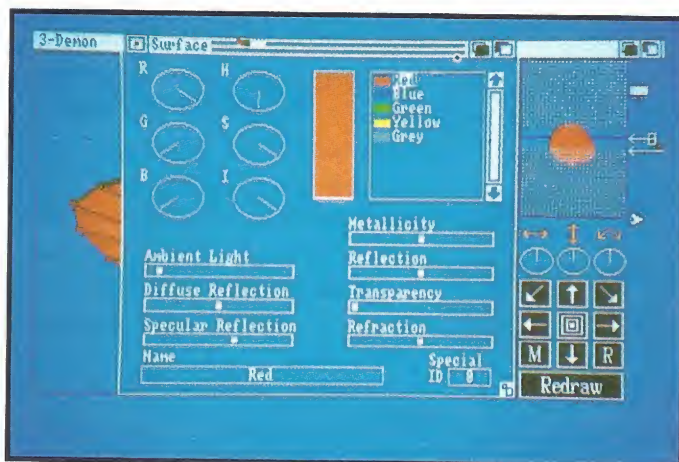 3-Demon
Surface
R
H
G
S
B
I
Red
Blue
Green
Yellow
Grey
Metallicity
Ambient Light
Reflection
Diffuse Reflection
Transparency
Specular Reflection
Refraction
Name
Red
Special
ID 0
M
R
Redraw